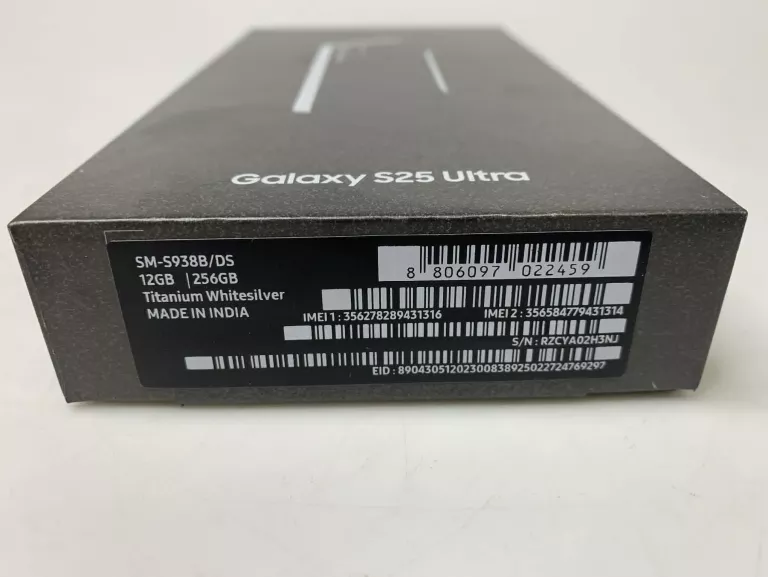 Galaxy S25 Ultra
SM-S938B/DS
12GB | 256GB
Titanium Whitesilver
MADE IN INDIA
8 806097 022459
IMEI 1 : 356278289431316 IMEI 2 : 356584779431314
S/N : RZCYA02H3NJ
EID : 89043051202300838925022724769297